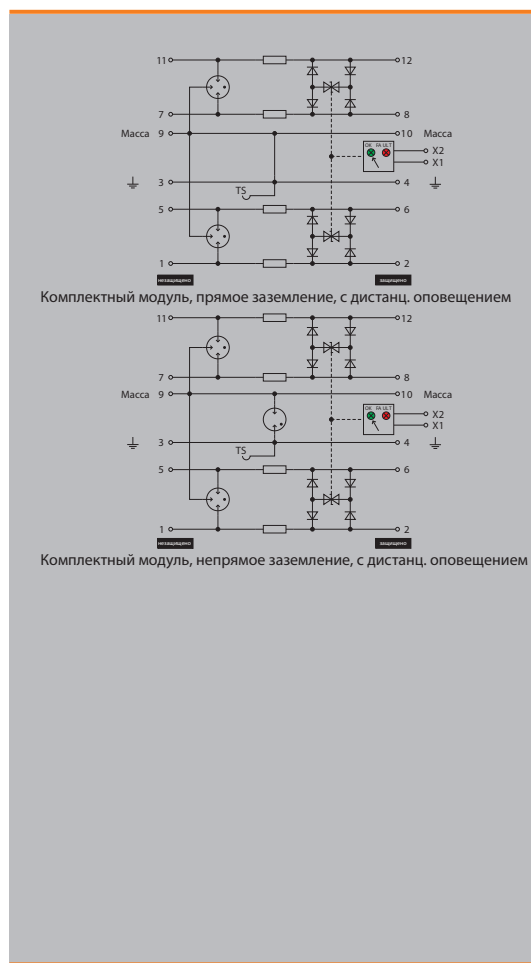 11 12
7 8
Масса 9 10 Масса
OK FAULT
X2
X1
3 4
TS
5 6
1 2
незащищено защищено
Комплектный модуль, прямое заземление, с дистанц. оповещением
11 12
7 8
Масса 9 10 Масса
OK FAULT
X2
X1
3 4
TS
5 6
1 2
незащищено защищено
Комплектный модуль, непрямое заземление, с дистанц. оповещением